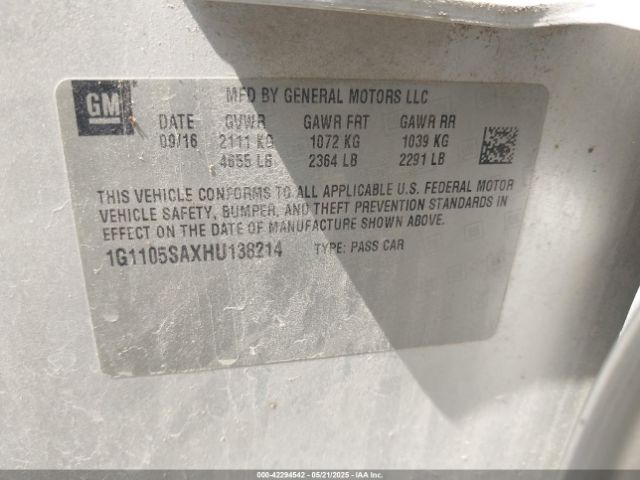 GM
MFD BY GENERAL MOTORS LLC
DATE GVWR GAWR FRT GAWR RR
09/16 2111 KG 1072 KG 1039 KG
4655 LB 2364 LB 2291 LB
THIS VEHICLE CONFORMS TO ALL APPLICABLE U.S. FEDERAL MOTOR
VEHICLE SAFETY, BUMPER, AND THEFT PREVENTION STANDARDS IN
EFFECT ON THE DATE OF MANUFACTURE SHOWN ABOVE.
1G1105SAXHU138214 TYPE: PASS CAR
000-42294542 - 05/21/2025 - IAAI.COM